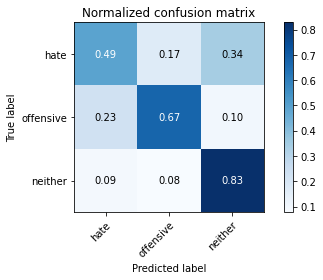 Normalized confusion matrix
hate 0.49 0.17 0.34
offensive 0.23 0.67 0.10
neither 0.09 0.08 0.83
hate offensive neither
True label
Predicted label
0.8
0.7
0.6
0.5
0.4
0.3
0.2
0.1